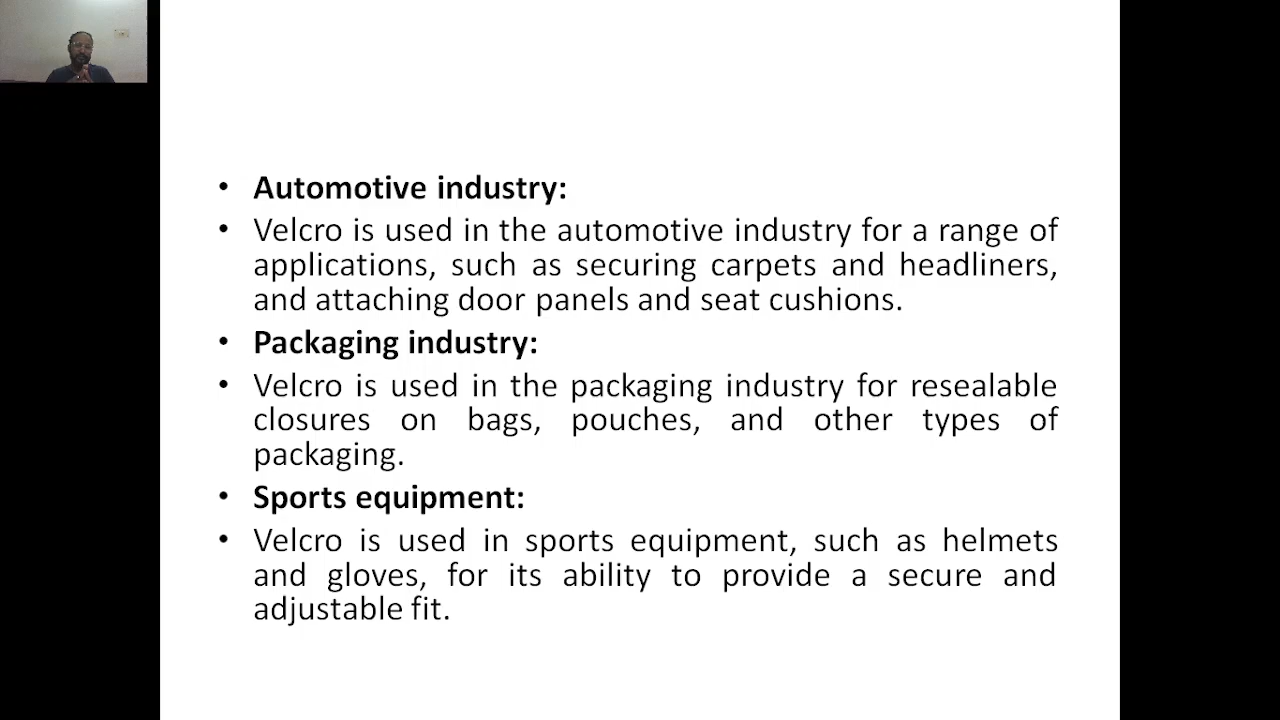 • Automotive industry:
• Velcro is used in the automotive industry for a range of
applications, such as securing carpets and headliners,
and attaching door panels and seat cushions.
• Packaging industry:
• Velcro is used in the packaging industry for resealable
closures on bags, pouches, and other types of
packaging.
• Sports equipment:
• Velcro is used in sports equipment, such as helmets
and gloves, for its ability to provide a secure and
adjustable fit.